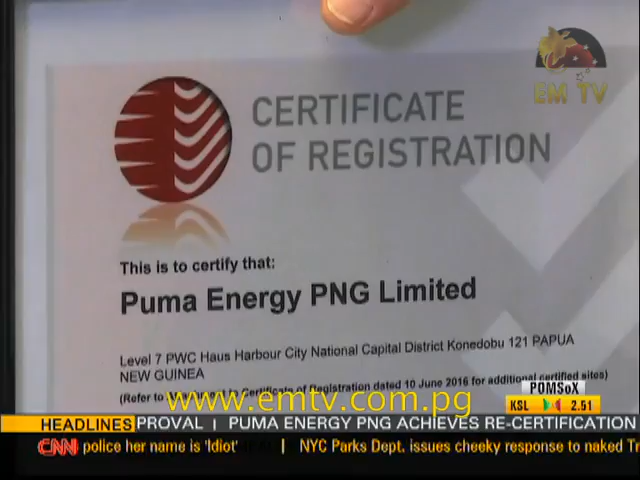 EM TV
CERTIFICATE
OF REGISTRATION
This is to certify that:
Puma Energy PNG Limited
Level 7 PWC Haus Harbour City National Capital District Konedobu 121 PAPUA
NEW GUINEA
(Refer to Certificate of Registration dated 10 June 2016 for additional certified sites)
www.emtv.com.pg
POMSoX
KSL 2.51
HEADLINES PROVAL | PUMA ENERGY PNG ACHIEVES RE-CERTIFICATION
CNN police her name is 'Idiot' | NYC Parks Dept. issues cheeky response to naked Tr